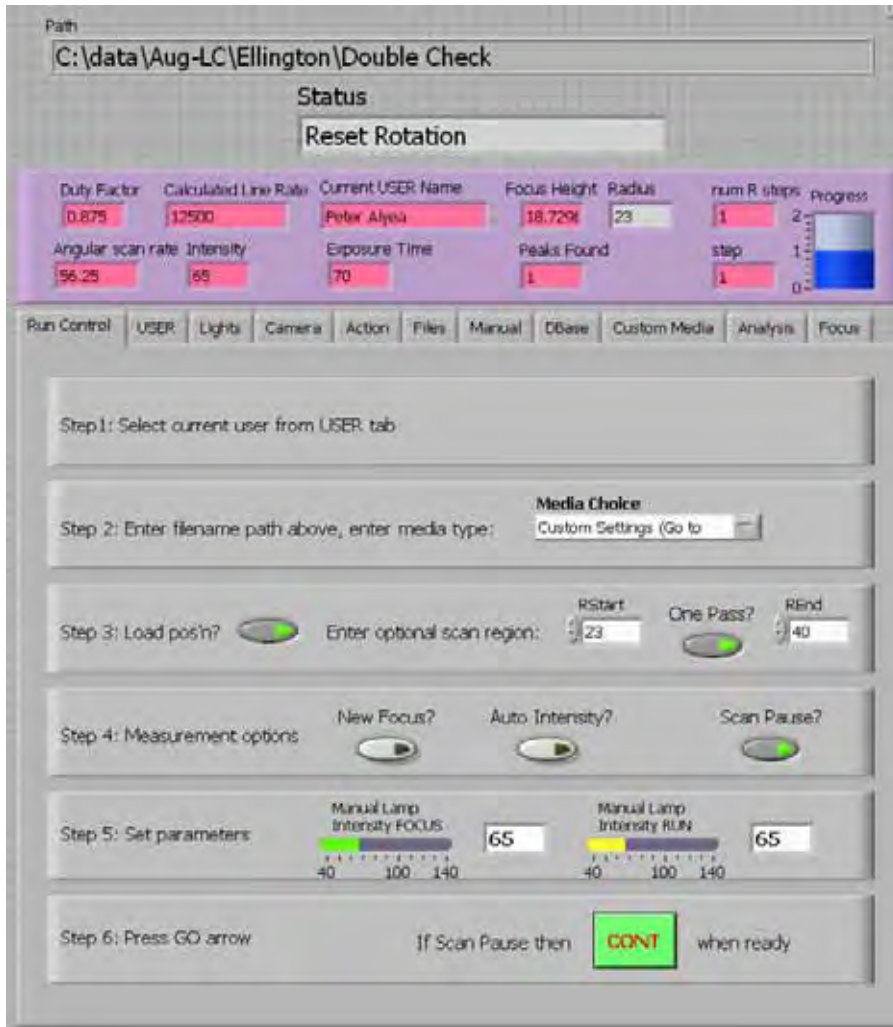 Path
C:\data\Aug-LC\Ellington\Double Check
Status
Reset Rotation
Duty Factor Calculated Line Rate Current USER Name Focus Height Radius num R steps Progress
0.875 12500 Peter Alyea 18.7298 23 1 2
Angular scan rate Intensity Exposure Time Peaks Found step 1
56.25 65 70 1 1 0
Run Control USER Lights Camera Action Files Manual DBase Custom Media Analysis Focus
Step1: Select current user from USER tab
Media Choice
Step 2: Enter filename path above, enter media type: Custom Settings (Go to
RStart One Pass? REnd
Step 3: Load pos'n? Enter optional scan region: 23 40
New Focus? Auto Intensity? Scan Pause?
Step 4: Measurement options
Manual Lamp Manual Lamp
Intensity FOCUS Intensity RUN
Step 5: Set parameters 65 65
40 100 140 40 100 140
Step 6: Press GO arrow If Scan Pause then CONT when ready